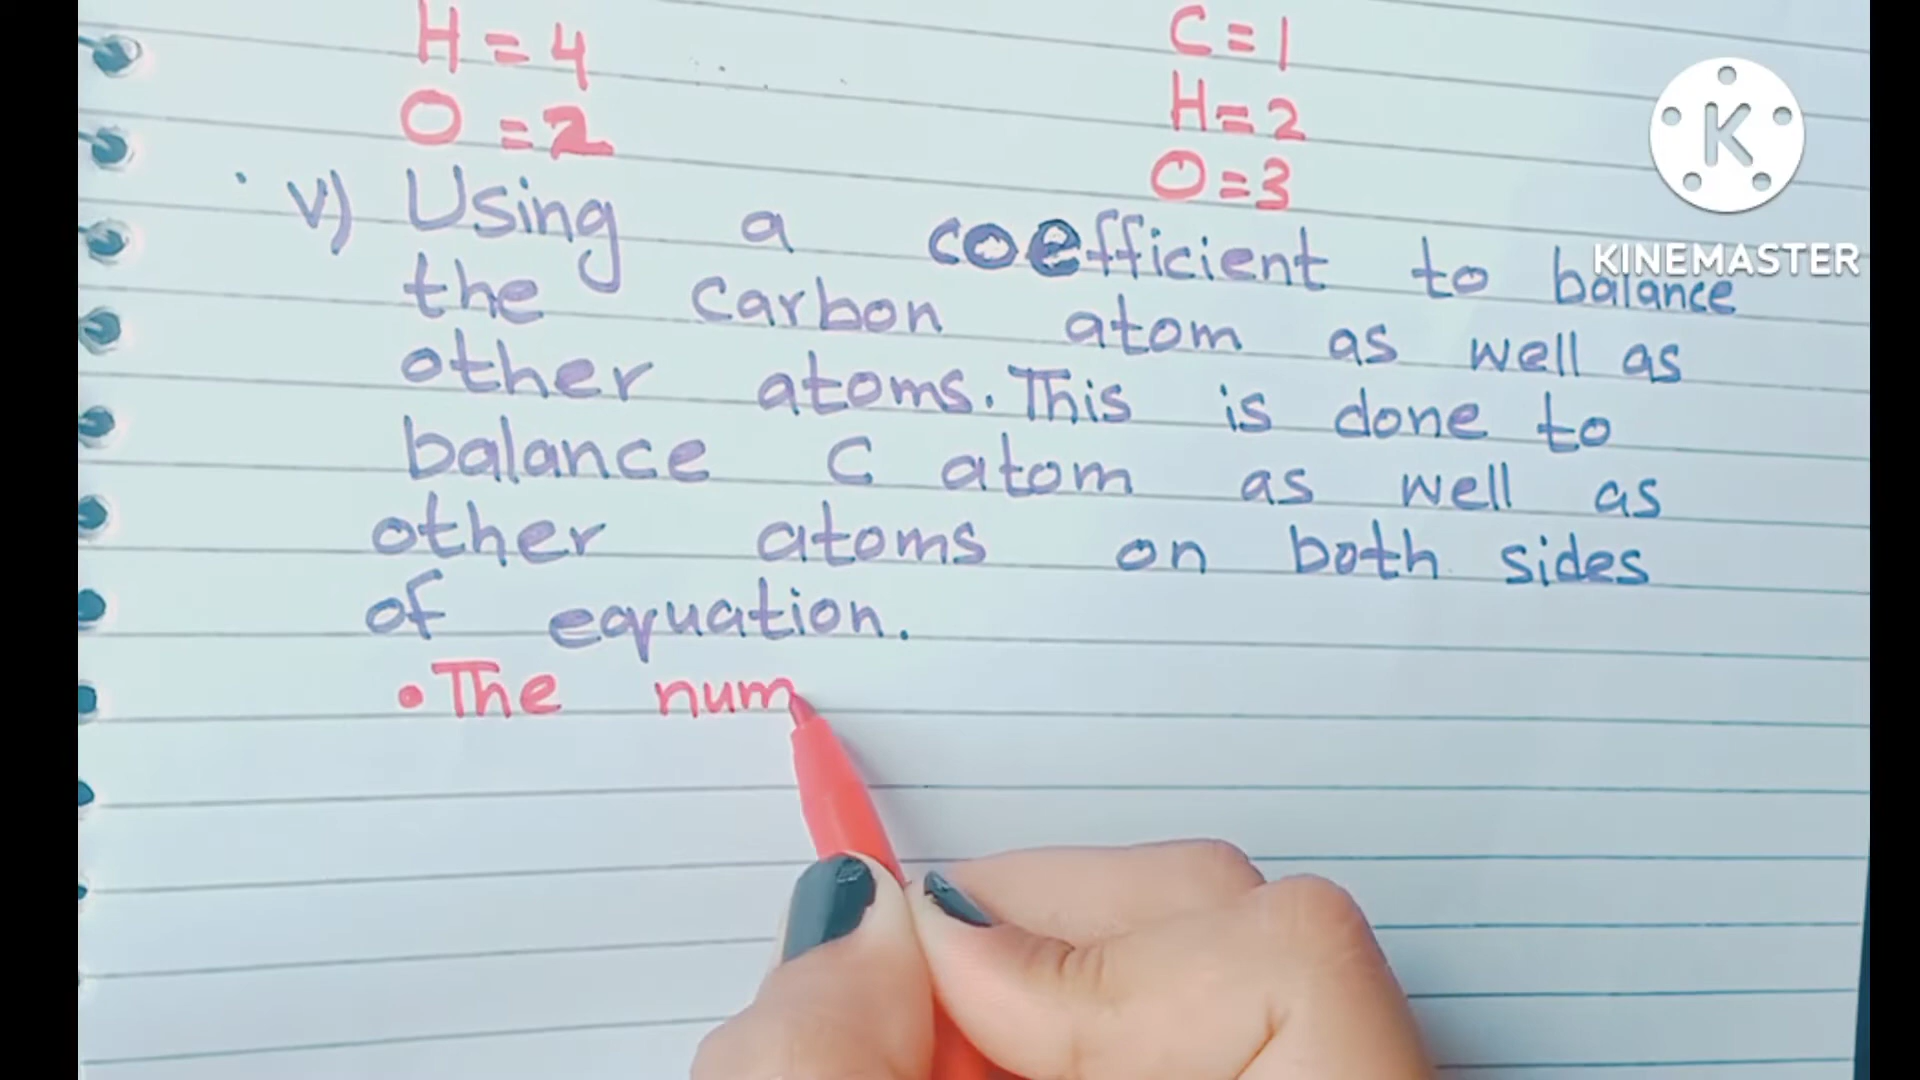 H = 4
O = 2
C = 1
H = 2
O = 3
K
KINEMASTER
v) Using a coefficient to balance
the carbon atom as well as
other atoms. This is done to
balance C atom as well as
other atoms on both sides
of equation.
• The num